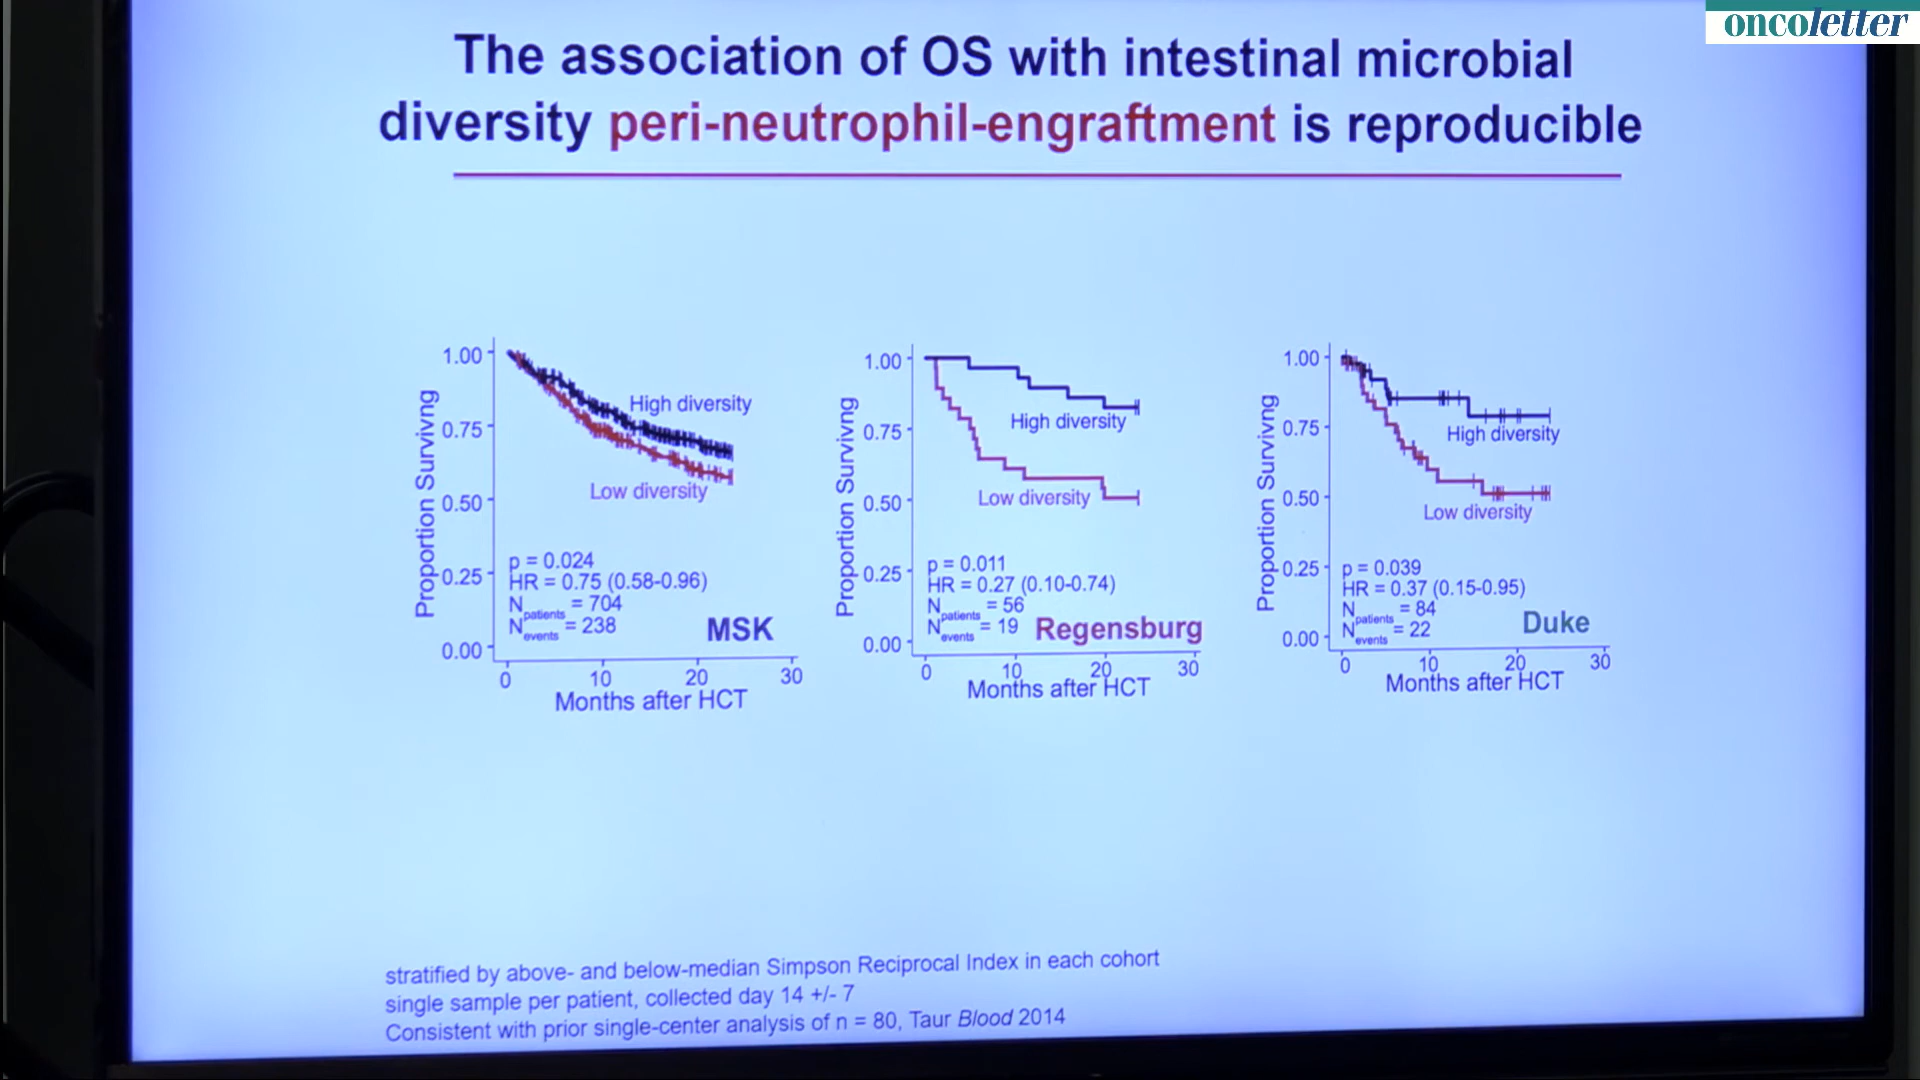 oncoletter
The association of OS with intestinal microbial
diversity peri-neutrophil-engraftment is reproducible
1.00
0.75
0.50
0.25
0.00
Proportion Survivng
High diversity
Low diversity
p = 0.024
HR = 0.75 (0.58-0.96)
N patients = 704
N events = 238
MSK
0 10 20 30
Months after HCT
1.00
0.75
0.50
0.25
0.00
Proportion Survivng
High diversity
Low diversity
p = 0.011
HR = 0.27 (0.10-0.74)
N patients = 56
N events = 19
Regensburg
0 10 20 30
Months after HCT
1.00
0.75
0.50
0.25
0.00
Proportion Survivng
High diversity
Low diversity
p = 0.039
HR = 0.37 (0.15-0.95)
N patients = 84
N events = 22
Duke
0 10 20 30
Months after HCT
stratified by above- and below-median Simpson Reciprocal Index in each cohort
single sample per patient, collected day 14 +/- 7
Consistent with prior single-center analysis of n = 80, Taur Blood 2014